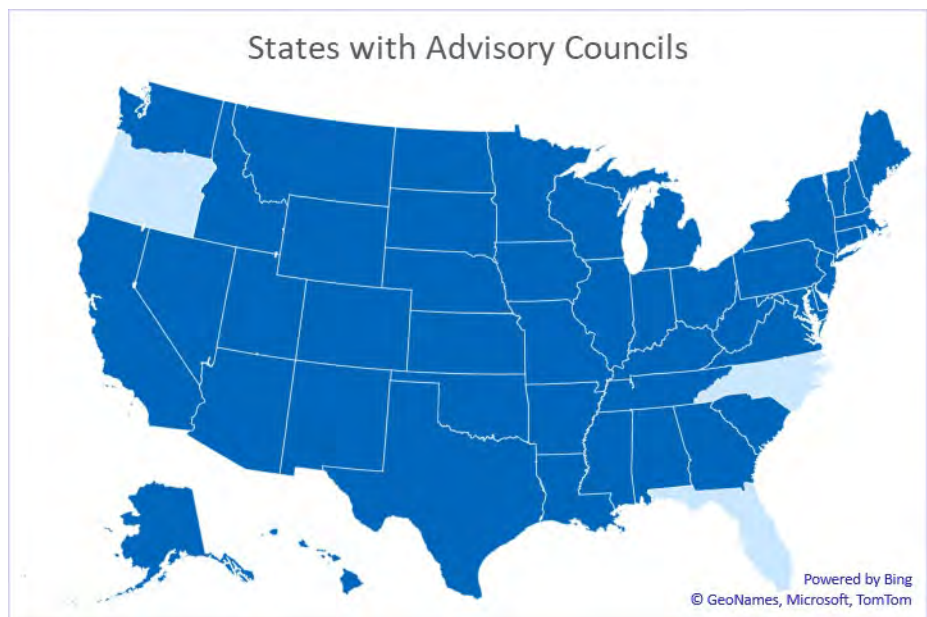 States with Advisory Councils
Powered by Bing
© GeoNames, Microsoft, TomTom